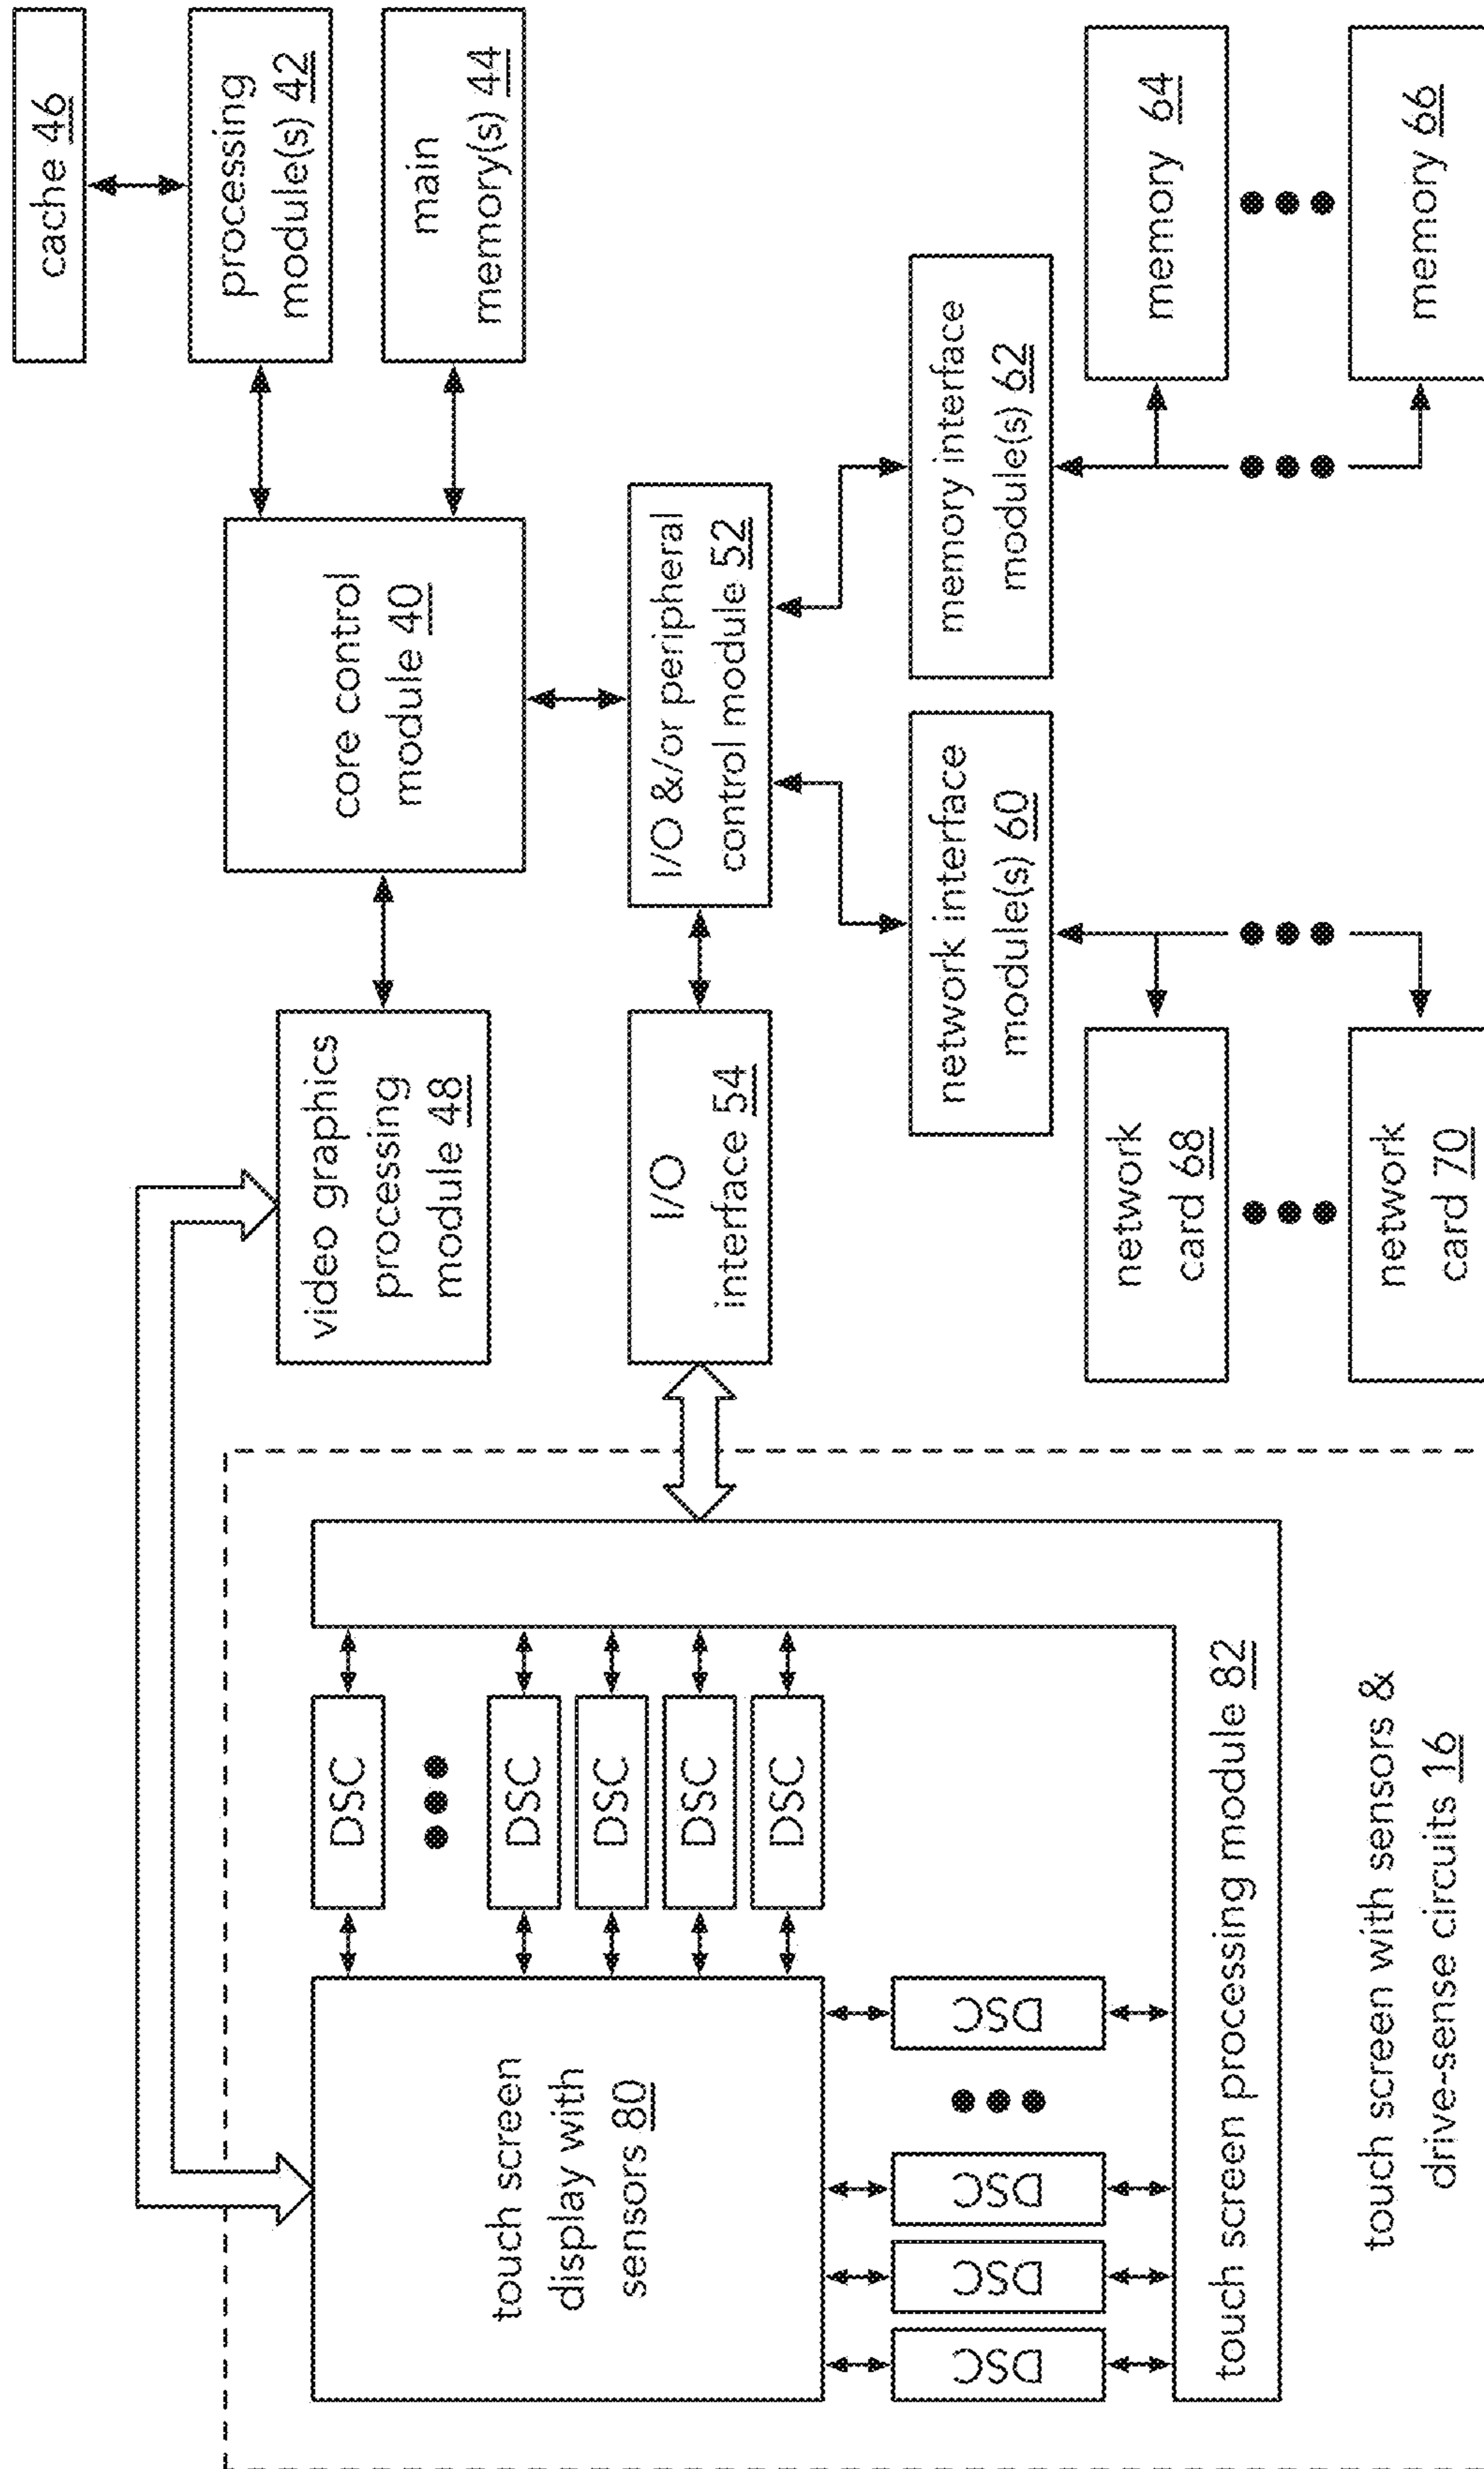 cache 46
processing
module(s) 42
main
memory(s) 44
core control
module 40
video graphics
processing
module 48
I/O &/or peripheral
control module 52
I/O
interface 54
network interface
module(s) 60
memory interface
module(s) 62
network
card 68
network
card 70
memory 64
memory 66
touch screen
display with
sensors 80
DSC
DSC
DSC
DSC
DSC
DSC
DSC
DSC
DSC
touch screen processing module 82
touch screen with sensors &
drive-sense circuits 16